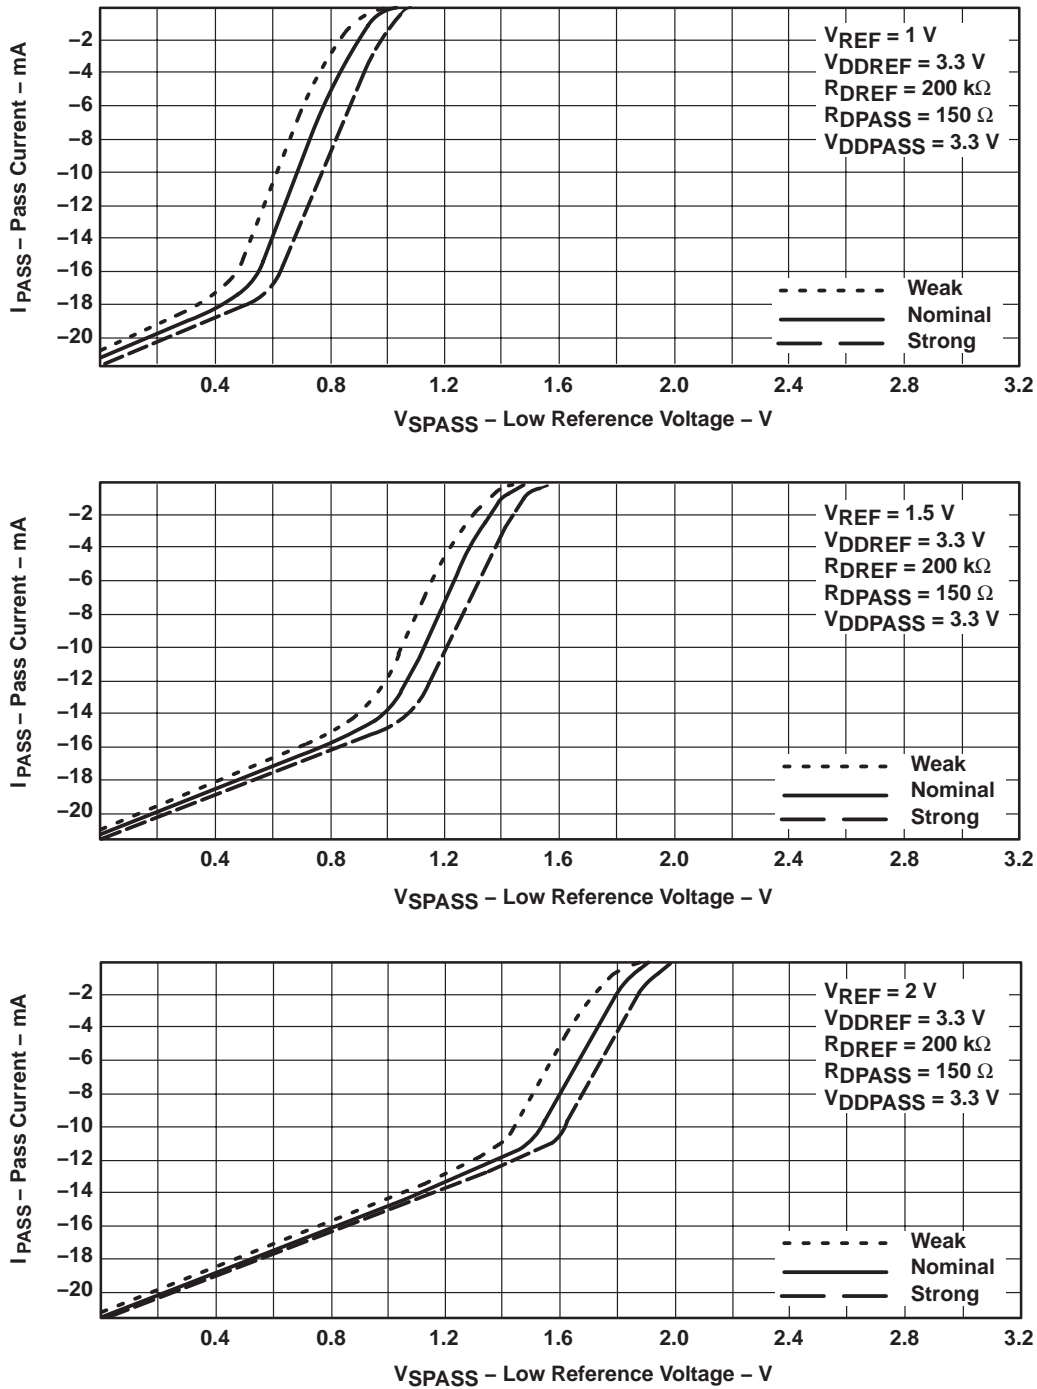 I PASS – Pass Current – mA
–2
–4
–6
–8
–10
–12
–14
–16
–18
–20
VREF = 1 V
VDDREF = 3.3 V
RDREF = 200 kΩ
RDPASS = 150 Ω
VDDPASS = 3.3 V
Weak
Nominal
Strong
0.4 0.8 1.2 1.6 2.0 2.4 2.8 3.2
VSPASS – Low Reference Voltage – V
I PASS – Pass Current – mA
–2
–4
–6
–8
–10
–12
–14
–16
–18
–20
VREF = 1.5 V
VDDREF = 3.3 V
RDREF = 200 kΩ
RDPASS = 150 Ω
VDDPASS = 3.3 V
Weak
Nominal
Strong
0.4 0.8 1.2 1.6 2.0 2.4 2.8 3.2
VSPASS – Low Reference Voltage – V
I PASS – Pass Current – mA
–2
–4
–6
–8
–10
–12
–14
–16
–18
–20
VREF = 2 V
VDDREF = 3.3 V
RDREF = 200 kΩ
RDPASS = 150 Ω
VDDPASS = 3.3 V
Weak
Nominal
Strong
0.4 0.8 1.2 1.6 2.0 2.4 2.8 3.2
VSPASS – Low Reference Voltage – V